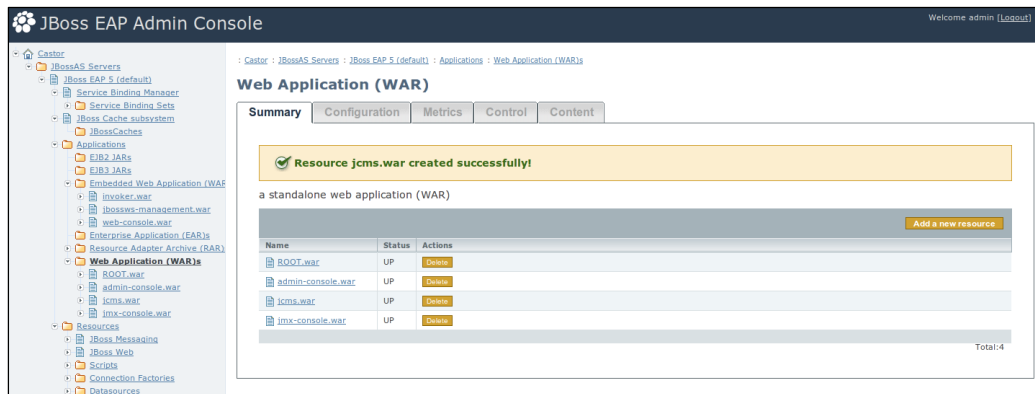 JBoss EAP Admin Console
Welcome admin [Logout]
Castor
JBossAS Servers
JBoss EAP 5 (default)
Service Binding Manager
Service Binding Sets
JBoss Cache subsystem
JBossCaches
Applications
EJB2 JARs
EJB3 JARs
Embedded Web Application (WAR
invoker.war
jbossws-management.war
web-console.war
Enterprise Application (EAR)s
Resource Adapter Archive (RAR)
Web Application (WAR)s
ROOT.war
admin-console.war
jcms.war
jmx-console.war
Resources
JBoss Messaging
JBoss Web
Scripts
Connection Factories
Datasources
: Castor : JBossAS Servers : JBoss EAP 5 (default) : Applications : Web Application (WAR)s
Web Application (WAR)
Summary Configuration Metrics Control Content
Resource jcms.war created successfully!
a standalone web application (WAR)
Add a new resource
Name Status Actions
ROOT.war UP Delete
admin-console.war UP Delete
jcms.war UP Delete
jmx-console.war UP Delete
Total:4